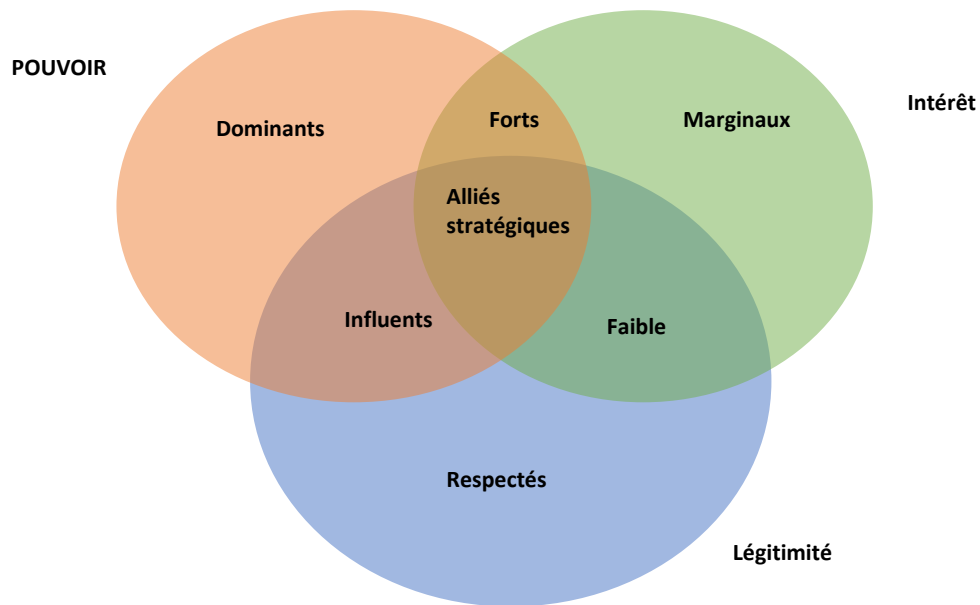 POUVOIR
Intérêt
Dominants
Forts
Marginaux
Alliés
stratégiques
Influents
Faible
Respectés
Légitimité